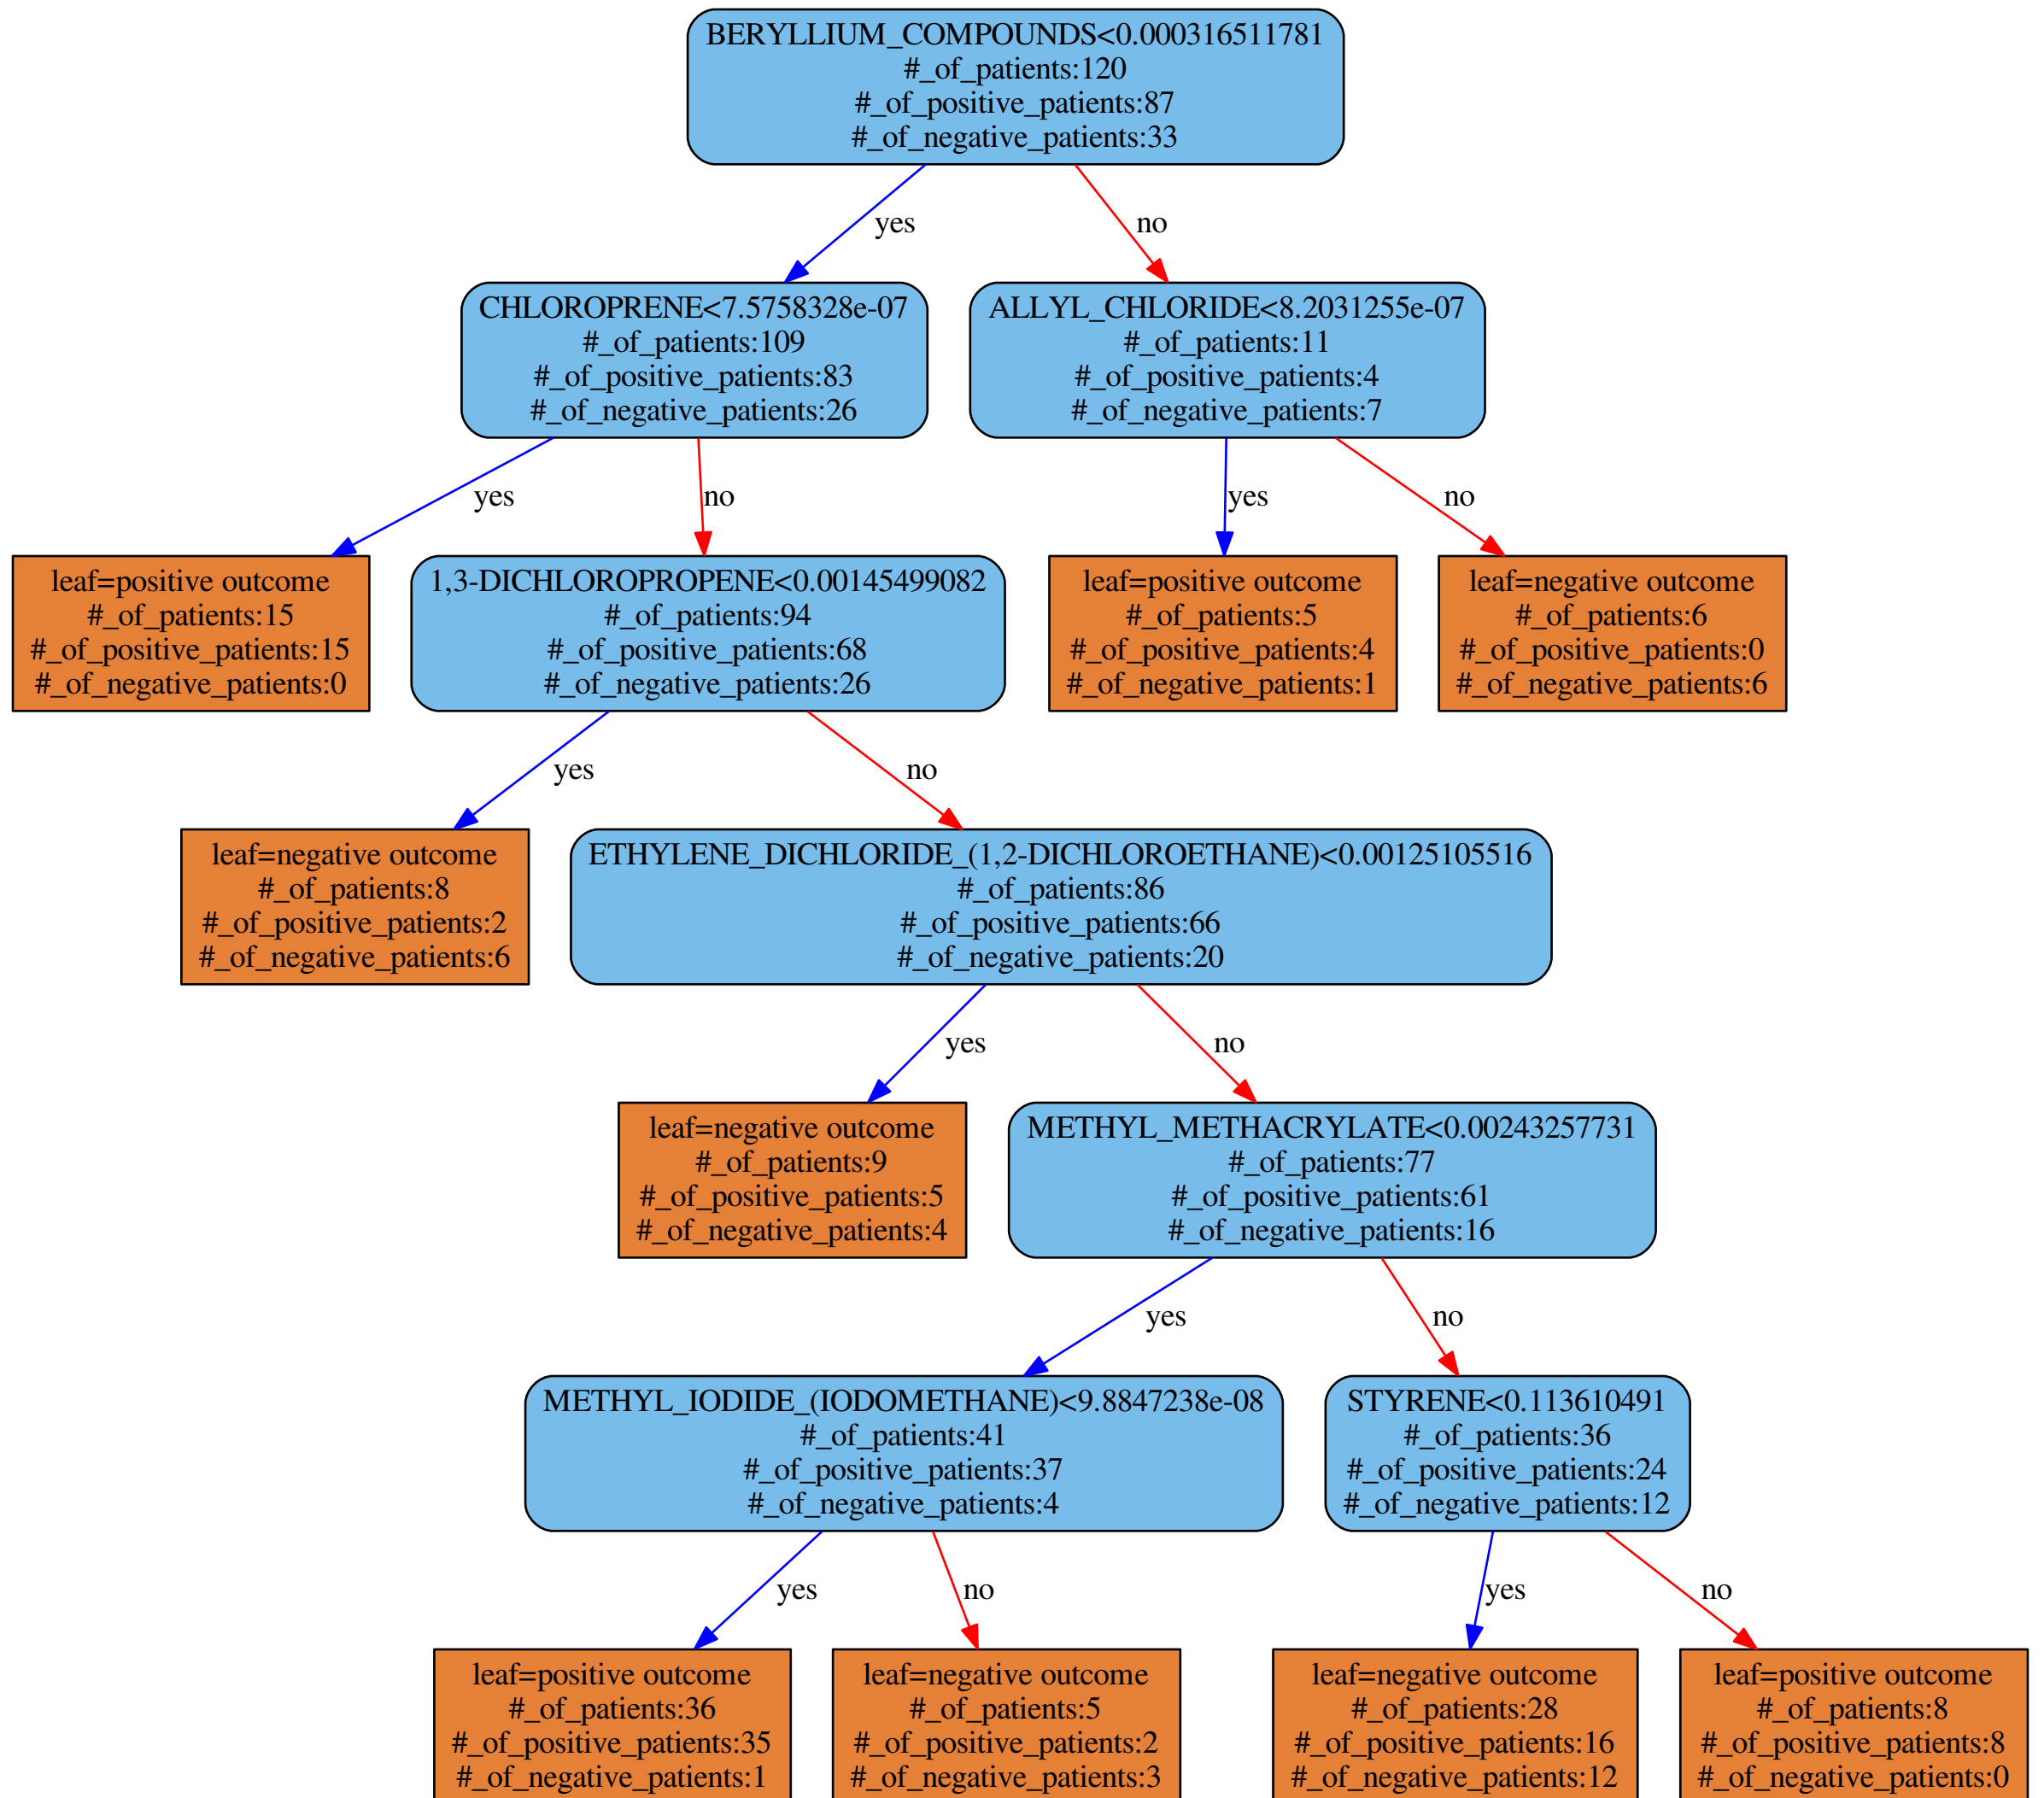 BERYLLIUM_COMPOUNDS<0.000316511781
#_of_patients:120
#_of_positive_patients:87
#_of_negative_patients:33
yes
no
CHLOROPRENE<7.5758328e-07
#_of_patients:109
#_of_positive_patients:83
#_of_negative_patients:26
ALLYL_CHLORIDE<8.2031255e-07
#_of_patients:11
#_of_positive_patients:4
#_of_negative_patients:7
yes
no
yes
no
leaf=positive outcome
#_of_patients:15
#_of_positive_patients:15
#_of_negative_patients:0
1,3-DICHLOROPROPENE<0.00145499082
#_of_patients:94
#_of_positive_patients:68
#_of_negative_patients:26
leaf=positive outcome
#_of_patients:5
#_of_positive_patients:4
#_of_negative_patients:1
leaf=negative outcome
#_of_patients:6
#_of_positive_patients:0
#_of_negative_patients:6
yes
no
leaf=negative outcome
#_of_patients:8
#_of_positive_patients:2
#_of_negative_patients:6
ETHYLENE_DICHLORIDE_(1,2-DICHLOROETHANE)<0.00125105516
#_of_patients:86
#_of_positive_patients:66
#_of_negative_patients:20
yes
no
leaf=negative outcome
#_of_patients:9
#_of_positive_patients:5
#_of_negative_patients:4
METHYL_METHACRYLATE<0.00243257731
#_of_patients:77
#_of_positive_patients:61
#_of_negative_patients:16
yes
no
METHYL_IODIDE_(IODOMETHANE)<9.8847238e-08
#_of_patients:41
#_of_positive_patients:37
#_of_negative_patients:4
STYRENE<0.113610491
#_of_patients:36
#_of_positive_patients:24
#_of_negative_patients:12
yes
no
yes
no
leaf=positive outcome
#_of_patients:36
#_of_positive_patients:35
#_of_negative_patients:1
leaf=negative outcome
#_of_patients:5
#_of_positive_patients:2
#_of_negative_patients:3
leaf=negative outcome
#_of_patients:28
#_of_positive_patients:16
#_of_negative_patients:12
leaf=positive outcome
#_of_patients:8
#_of_positive_patients:8
#_of_negative_patients:0